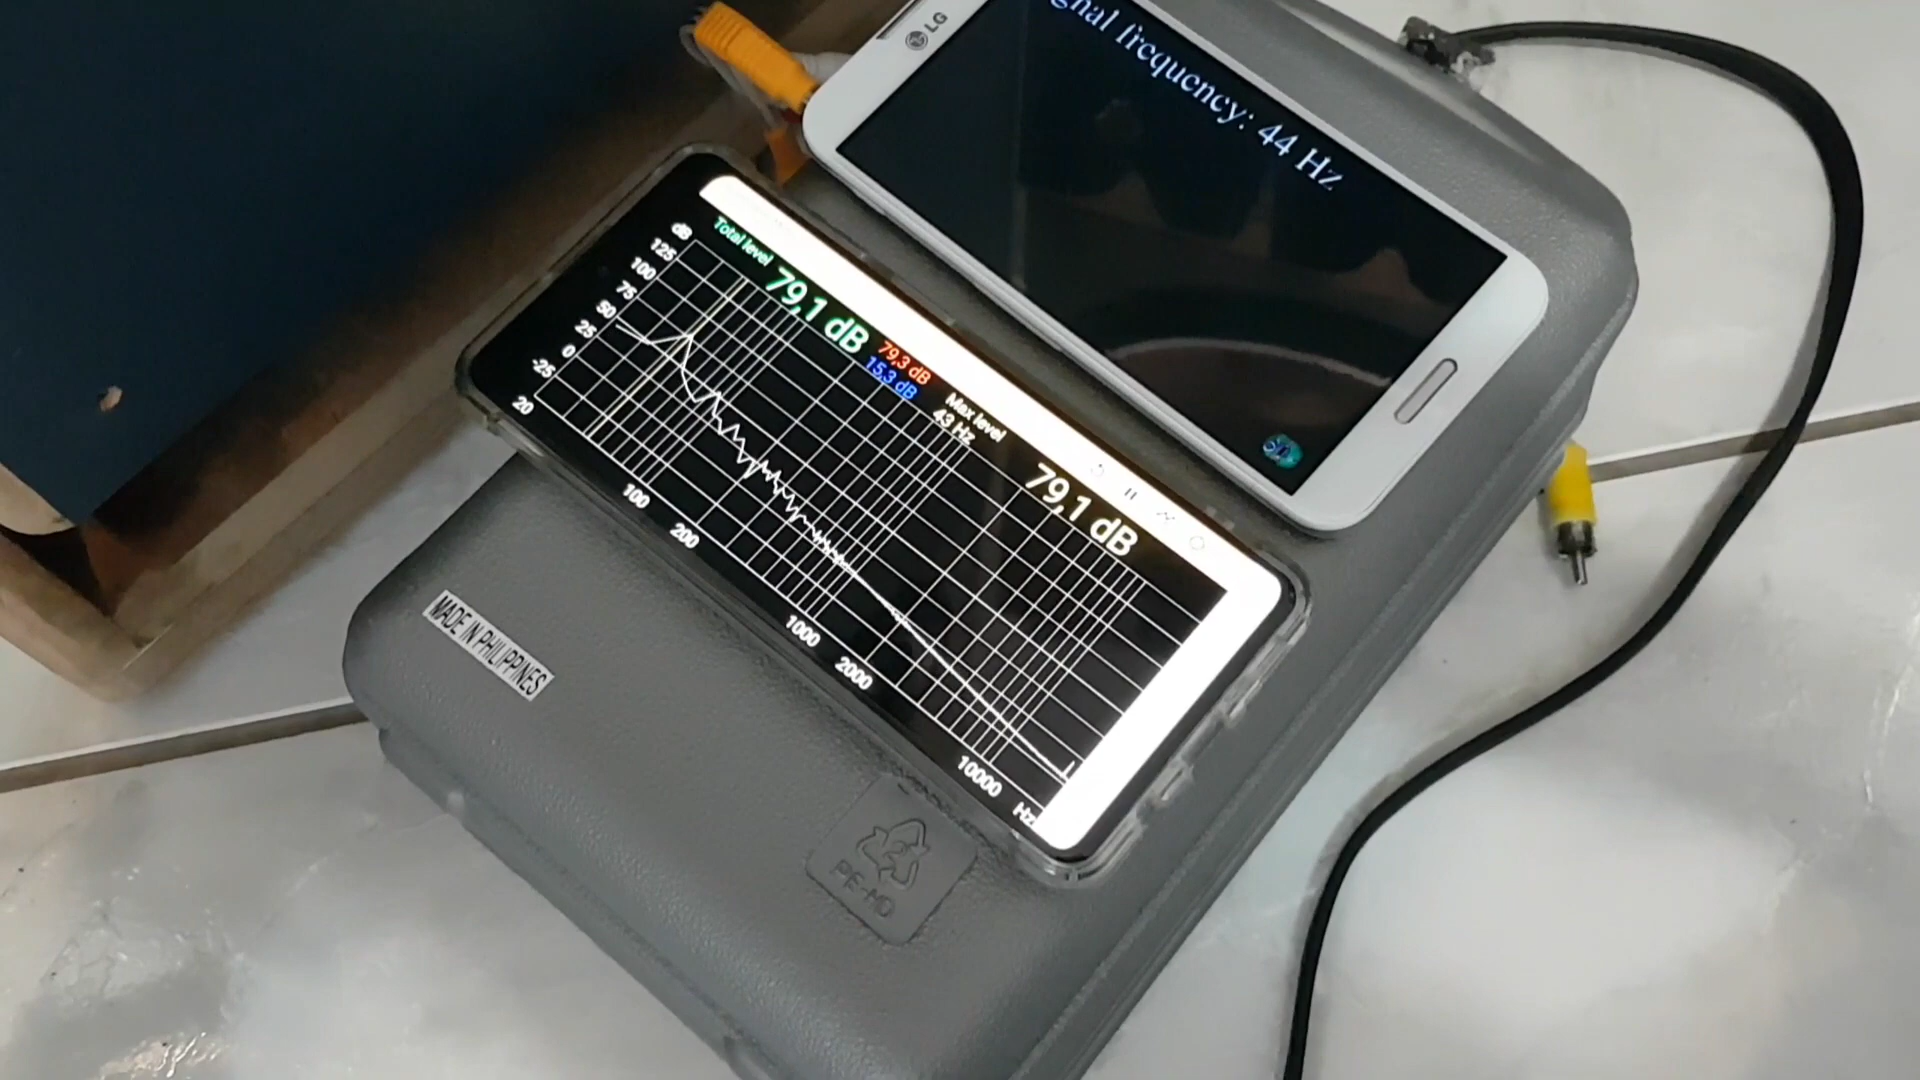 LG
gnal frequency: 44 Hz
dB
Total level
79,1 dB
79,3 dB
15,3 dB
Max level
43 Hz
79,1 dB
125
100
75
50
25
0
-25
20
100
200
1000
2000
10000
Hz
MADE IN PHILIPPINES
2
PE-HD